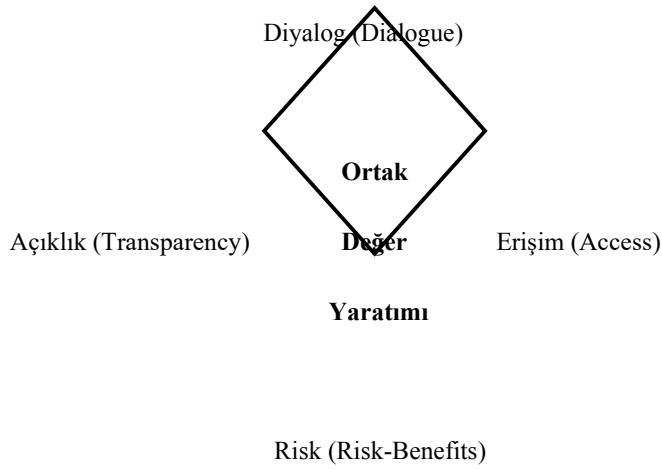 Diyalog (Dialogue)
Ortak
Açıklık (Transparency) Değer Erişim (Access)
Yaratımı
Risk (Risk-Benefits)